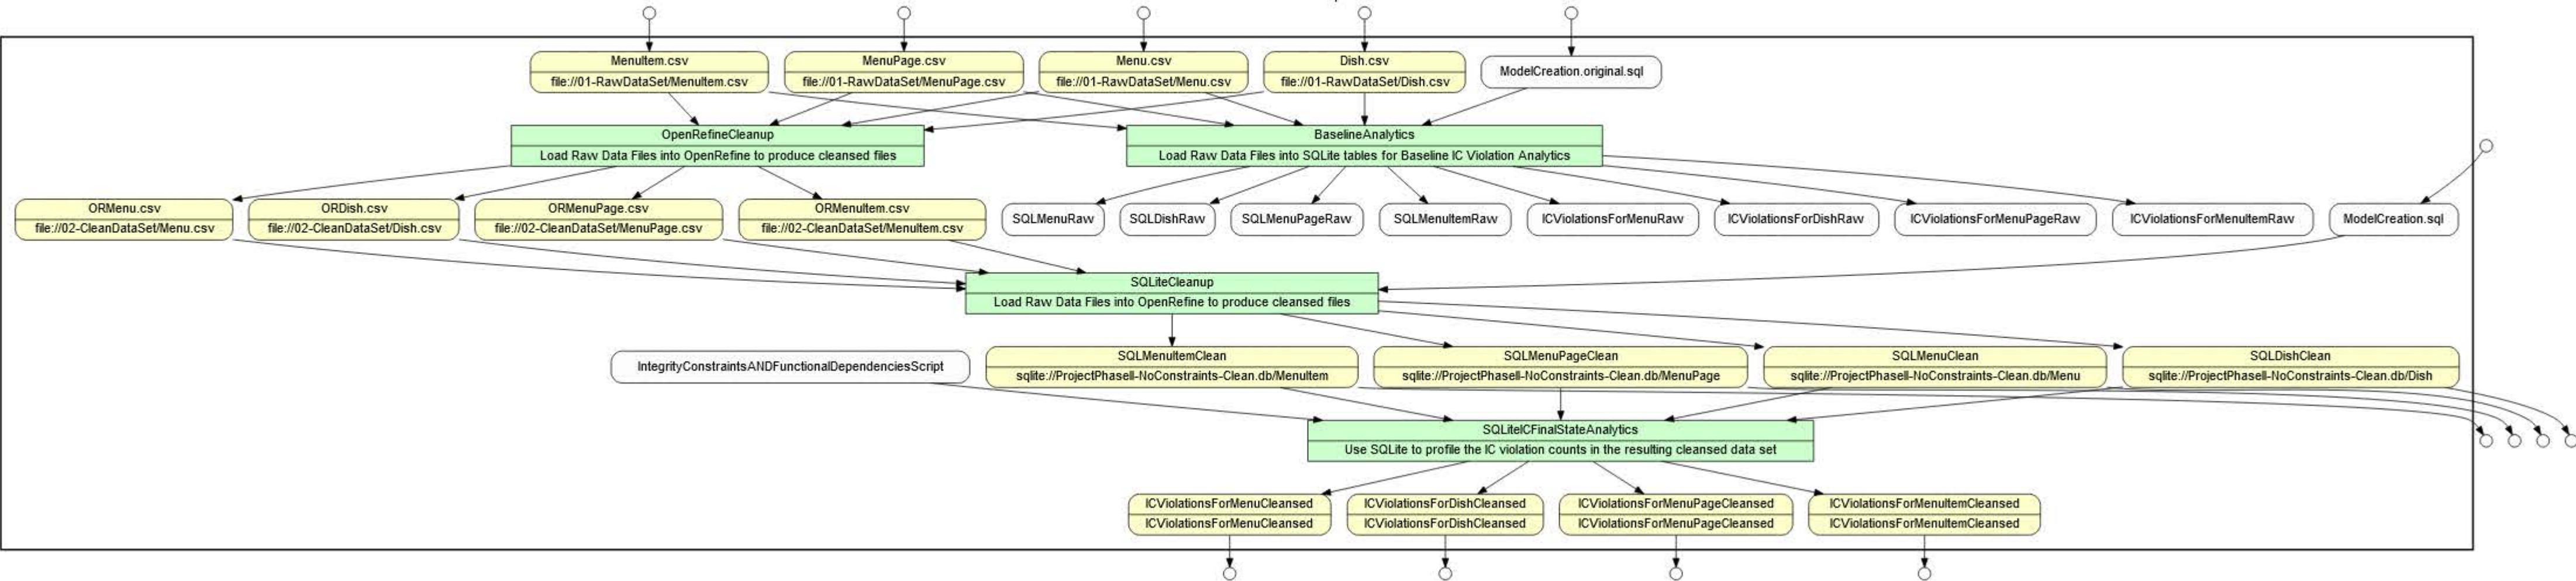 MenuItem.csv
file://01-RawDataSet/MenuItem.csv
MenuPage.csv
file://01-RawDataSet/MenuPage.csv
Menu.csv
file://01-RawDataSet/Menu.csv
Dish.csv
file://01-RawDataSet/Dish.csv
ModelCreation.original.sql
OpenRefineCleanup
Load Raw Data Files into OpenRefine to produce cleansed files
BaselineAnalytics
Load Raw Data Files into SQLite tables for Baseline IC Violation Analytics
ORMenu.csv
file://02-CleanDataSet/Menu.csv
ORDish.csv
file://02-CleanDataSet/Dish.csv
ORMenuPage.csv
file://02-CleanDataSet/MenuPage.csv
ORMenuItem.csv
file://02-CleanDataSet/MenuItem.csv
SQLMenuRaw
SQLDishRaw
SQLMenuPageRaw
SQLMenuItemRaw
ICViolationsForMenuRaw
ICViolationsForDishRaw
ICViolationsForMenuPageRaw
ICViolationsForMenuItemRaw
ModelCreation.sql
SQLiteCleanup
Load Raw Data Files into OpenRefine to produce cleansed files
IntegrityConstraintsANDFunctionalDependenciesScript
SQLMenuItemClean
sqlite://ProjectPhaseII-NoConstraints-Clean.db/MenuItem
SQLMenuPageClean
sqlite://ProjectPhaseII-NoConstraints-Clean.db/MenuPage
SQLMenuClean
sqlite://ProjectPhaseII-NoConstraints-Clean.db/Menu
SQLDishClean
sqlite://ProjectPhaseII-NoConstraints-Clean.db/Dish
SQLiteICFinalStateAnalytics
Use SQLite to profile the IC violation counts in the resulting cleansed data set
ICViolationsForMenuCleansed
ICViolationsForMenuCleansed
ICViolationsForDishCleansed
ICViolationsForDishCleansed
ICViolationsForMenuPageCleansed
ICViolationsForMenuPageCleansed
ICViolationsForMenuItemCleansed
ICViolationsForMenuItemCleansed